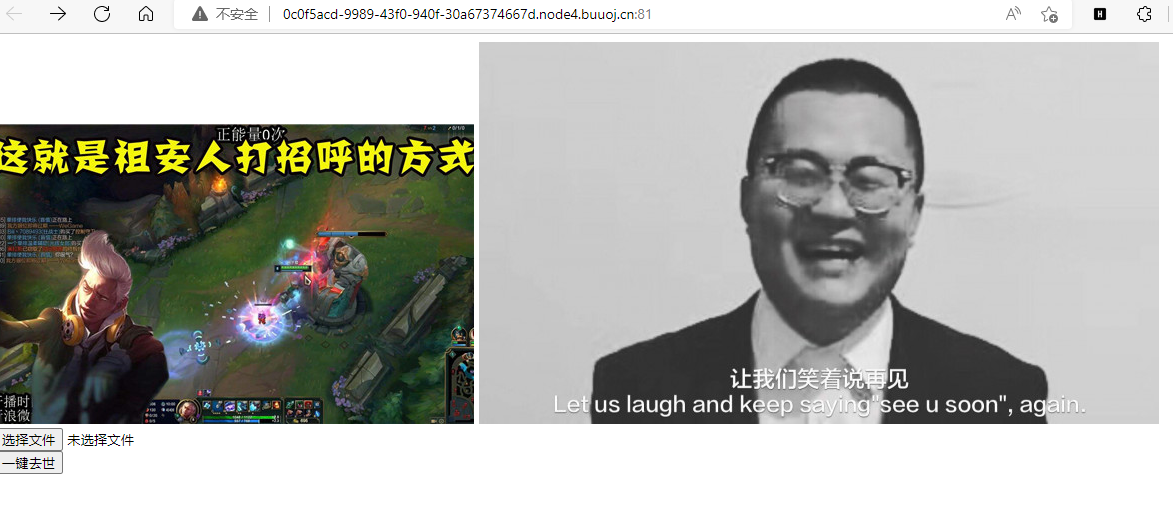 不安全
0c0f5acd-9989-43f0-940f-30a67374667d.node4.buuoj.cn:81
正能量0次
这就是祖安人打招呼的方式
播时
浪微
让我们笑着说再见
Let us laugh and keep saying"see u soon", again.
选择文件 未选择文件
一键去世